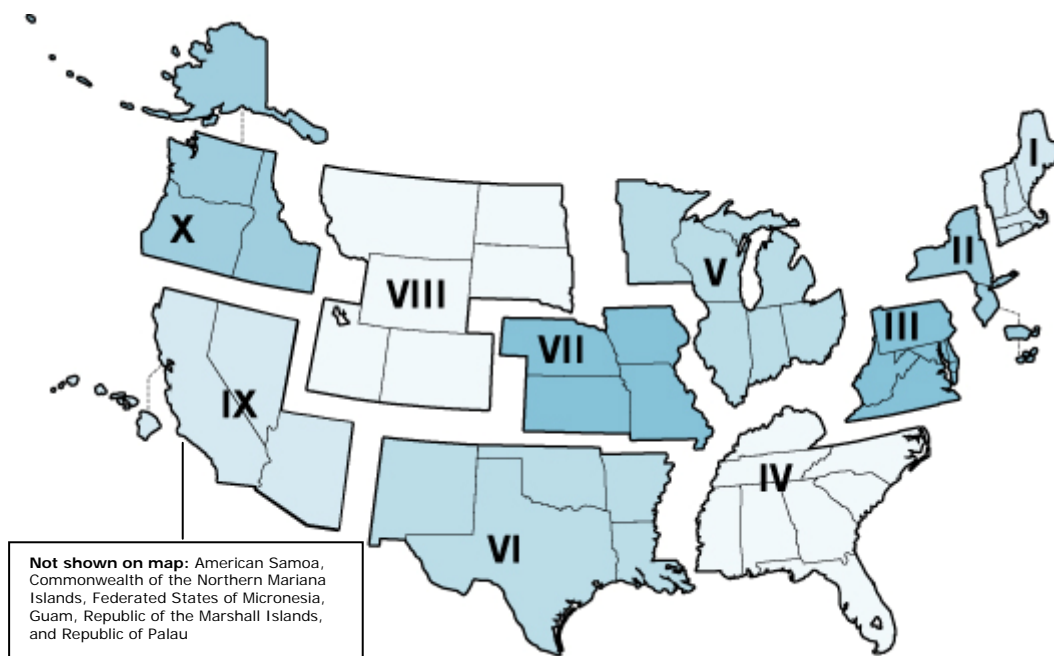 I
II
X
V
VIII
III
VII
IX
IV
VI
Not shown on map: American Samoa,
Commonwealth of the Northern Mariana
Islands, Federated States of Micronesia,
Guam, Republic of the Marshall Islands,
and Republic of Palau